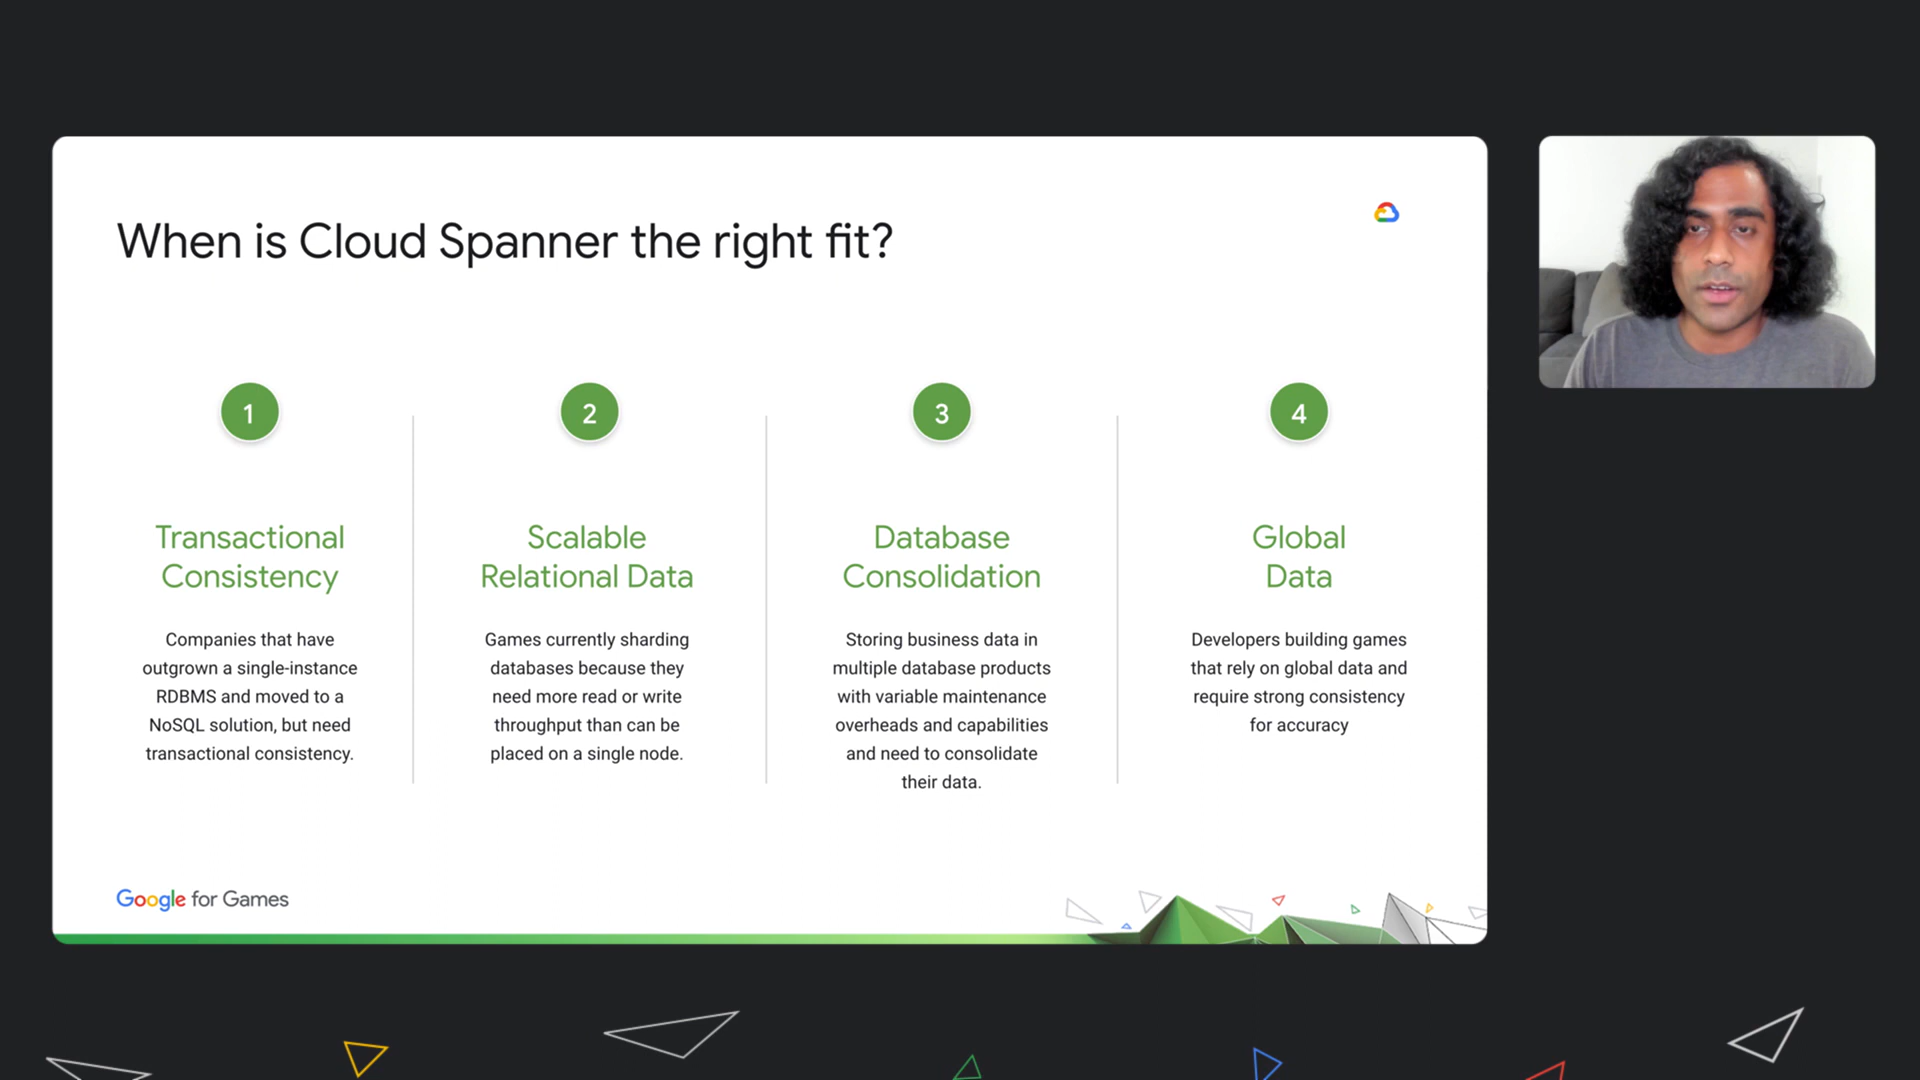 When is Cloud Spanner the right fit?
1
Transactional
Consistency
Companies that have
outgrown a single-instance
RDBMS and moved to a
NoSQL solution, but need
transactional consistency.
2
Scalable
Relational Data
Games currently sharding
databases because they
need more read or write
throughput than can be
placed on a single node.
3
Database
Consolidation
Storing business data in
multiple database products
with variable maintenance
overheads and capabilities
and need to consolidate
their data.
4
Global
Data
Developers building games
that rely on global data and
require strong consistency
for accuracy
Google for Games